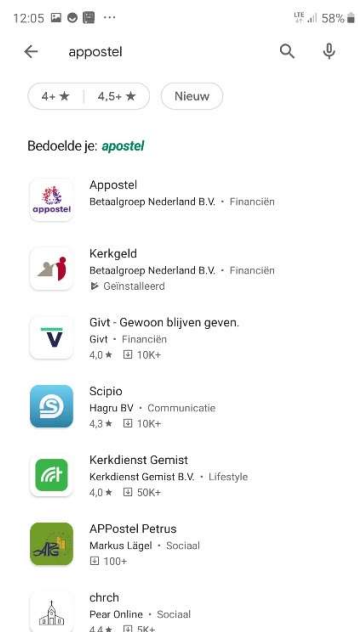 12:05 LTE 58%
appostel
4+ ★ 4,5+ ★ Nieuw
Bedoelde je: apostel
Appostel
appostel
Betaalgroep Nederland B.V. • Financiën
Kerkgeld
Betaalgroep Nederland B.V. • Financiën
Geïnstalleerd
Givt - Gewoon blijven geven.
Givt • Financiën
4,0 ★ 10K+
Scipio
Hagru BV • Communicatie
4,3 ★ 10K+
Kerkdienst Gemist
Kerkdienst Gemist B.V. • Lifestyle
4,0 ★ 50K+
APPostel Petrus
Markus Lägel • Sociaal
100+
chrch
Pear Online • Sociaal
4,4 ★ 5K+